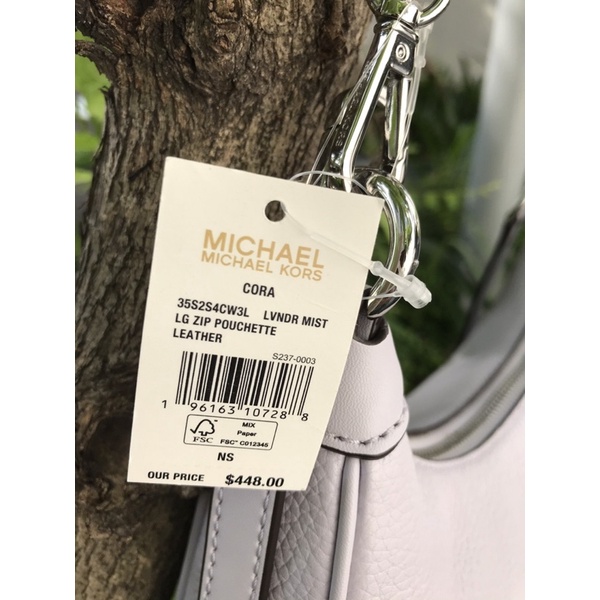 MICHAEL
MICHAEL KORS
CORA
35S2S4CW3L LVNDR MIST
LG ZIP POUCHETTE
LEATHER
S237-0003
1 96163 10728 8
FSC
MIX
Paper
FSC® C012345
NS
OUR PRICE $448.00